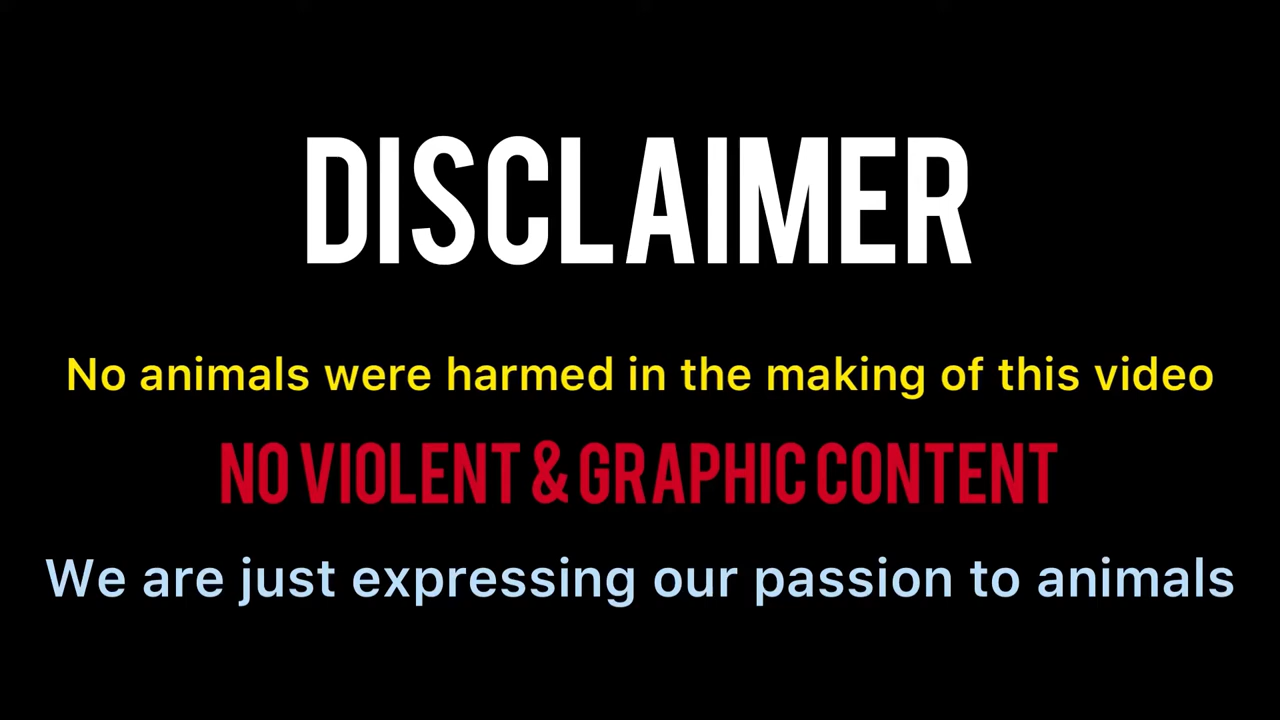 DISCLAIMER
No animals were harmed in the making of this video
NO VIOLENT & GRAPHIC CONTENT
We are just expressing our passion to animals